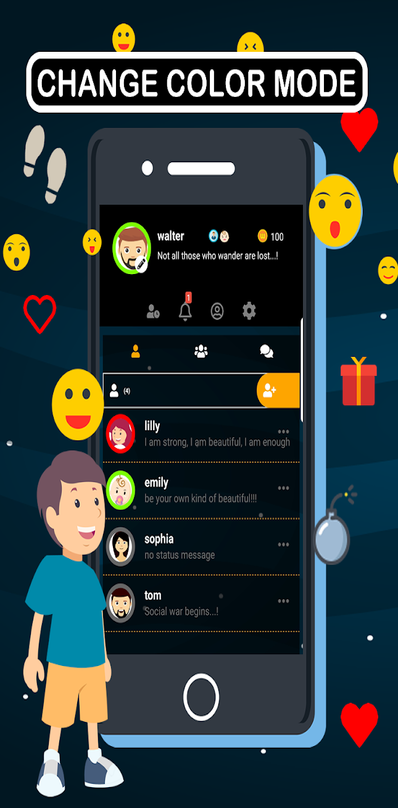 CHANGE COLOR MODE
walter
100
Not all those who wander are lost...!
1
(4)
lilly
I am strong, I am beautiful, I am enough
emily
be your own kind of beautiful!!!
sophia
no status message
tom
Social war begins...!